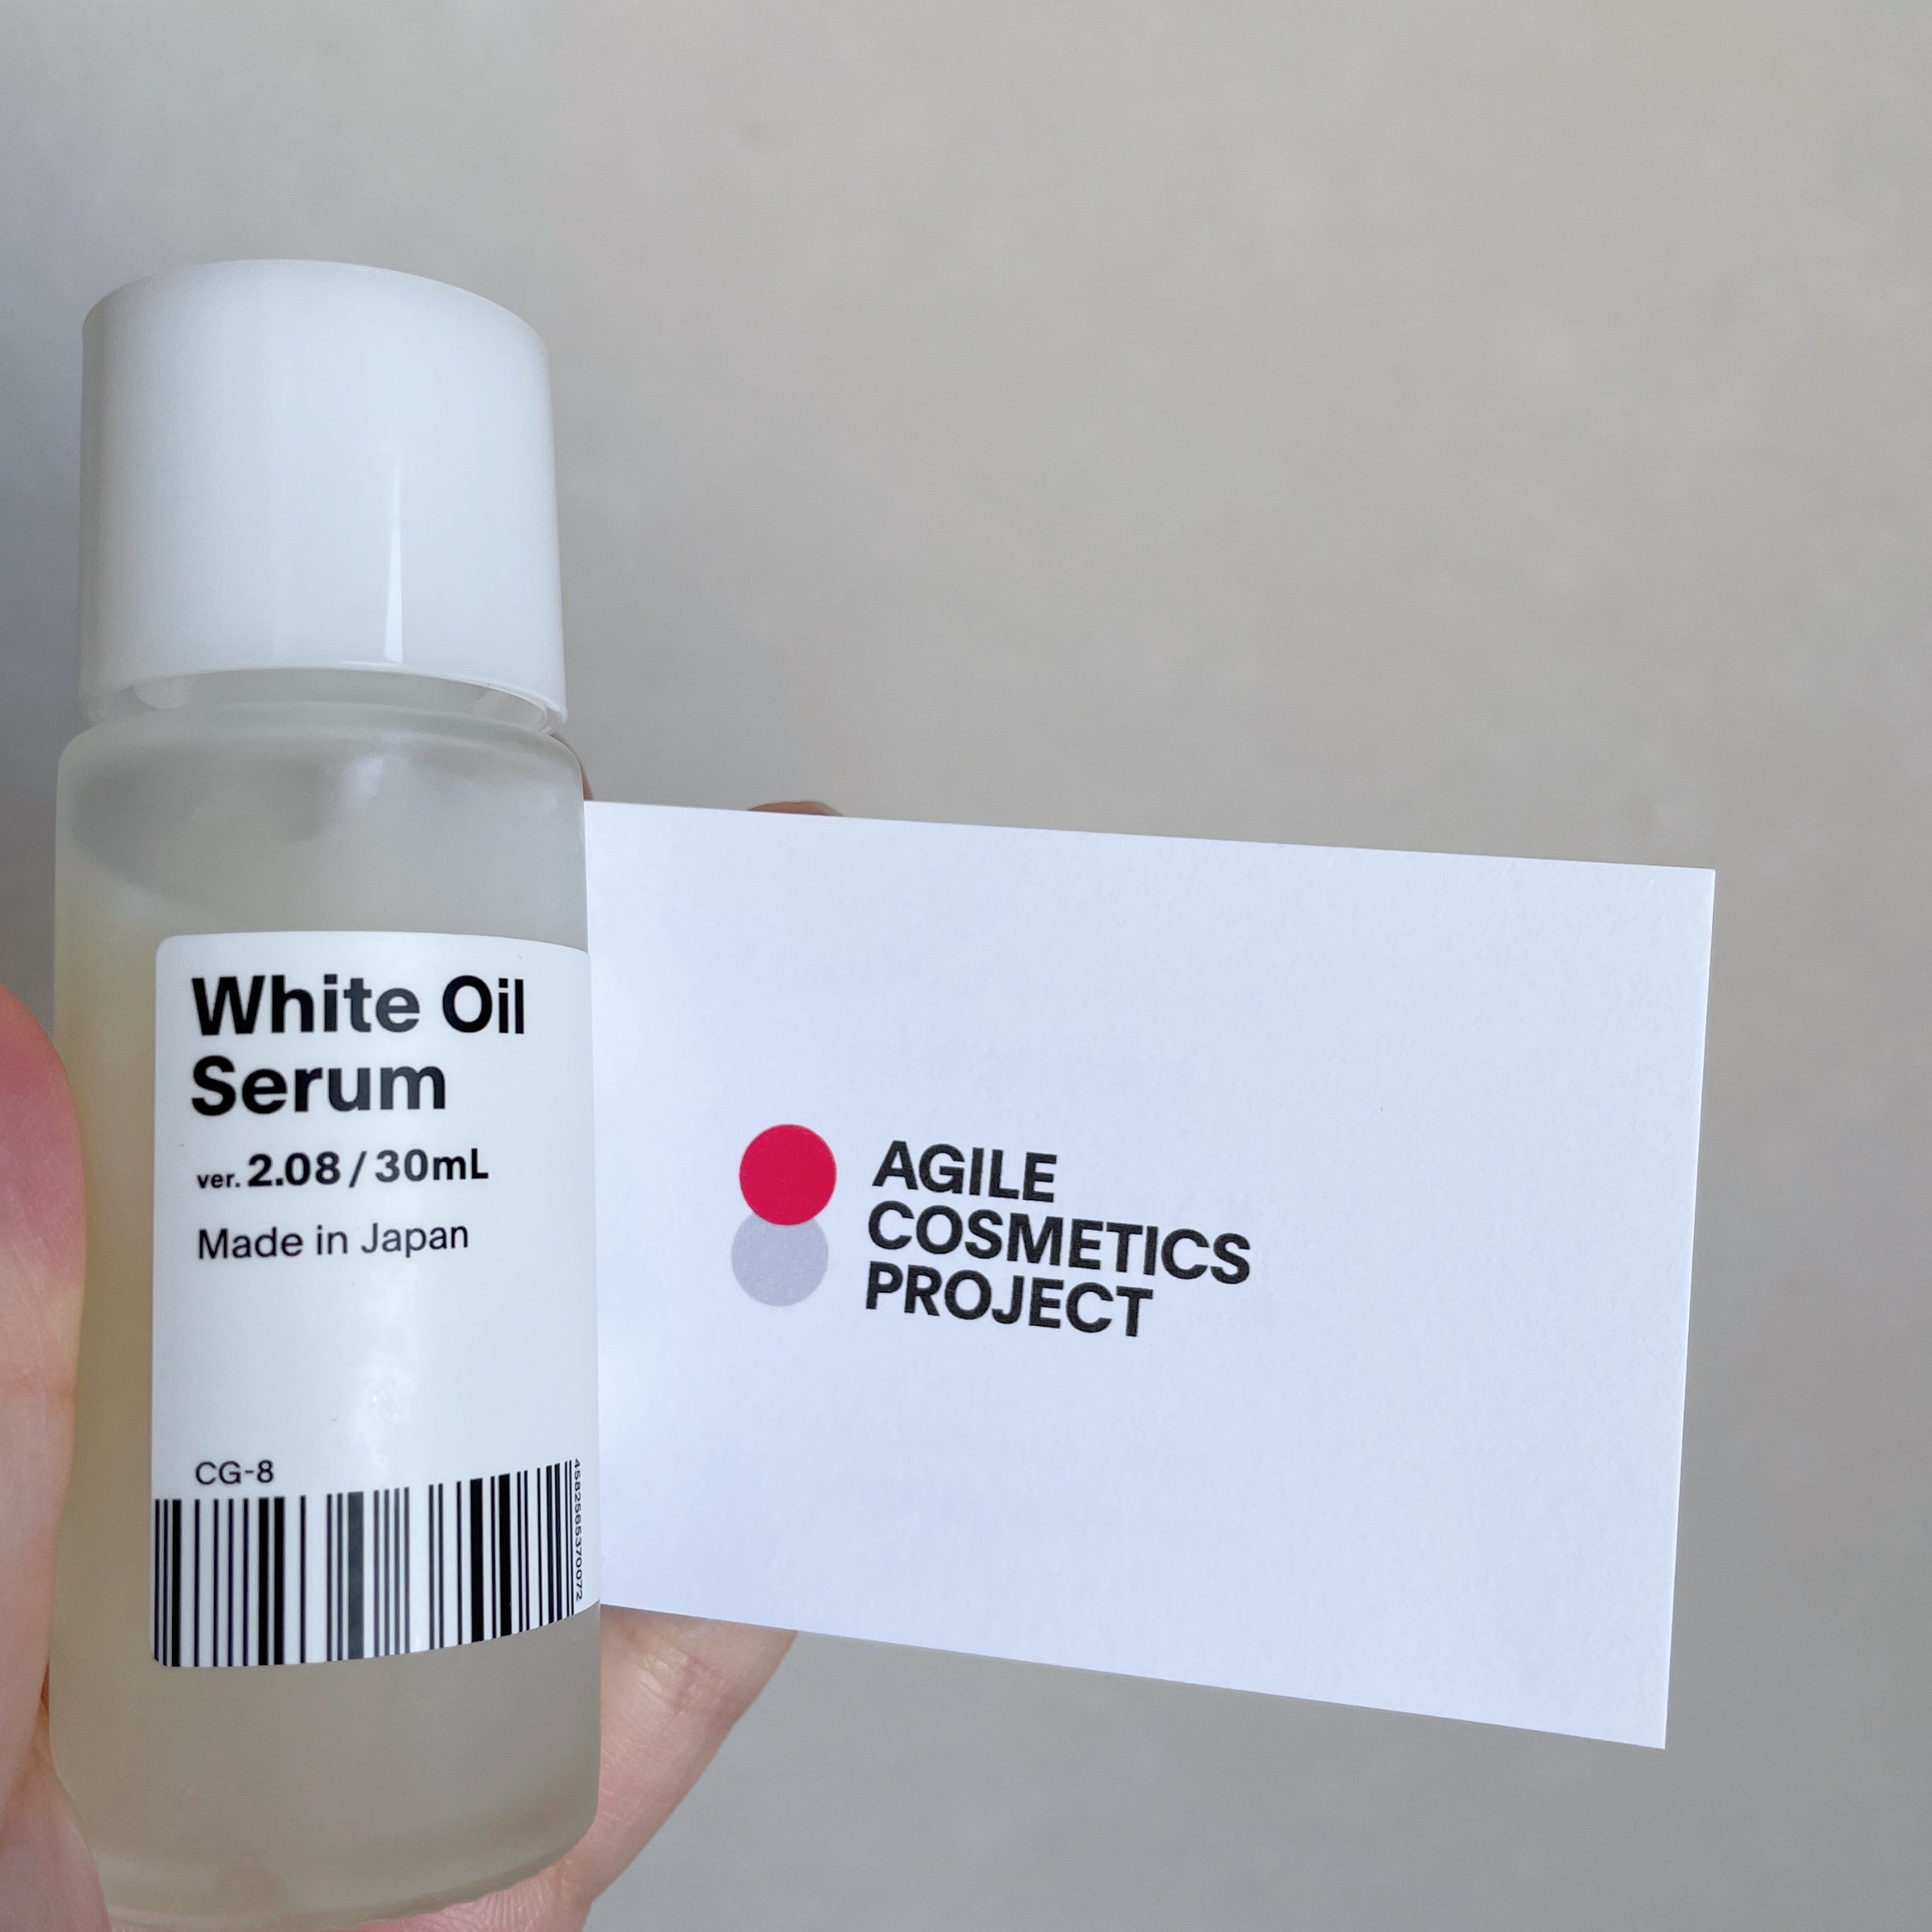 White Oil
Serum
ver. 2.08 / 30mL
Made in Japan
CG-8
4582565370072
AGILE
COSMETICS
PROJECT